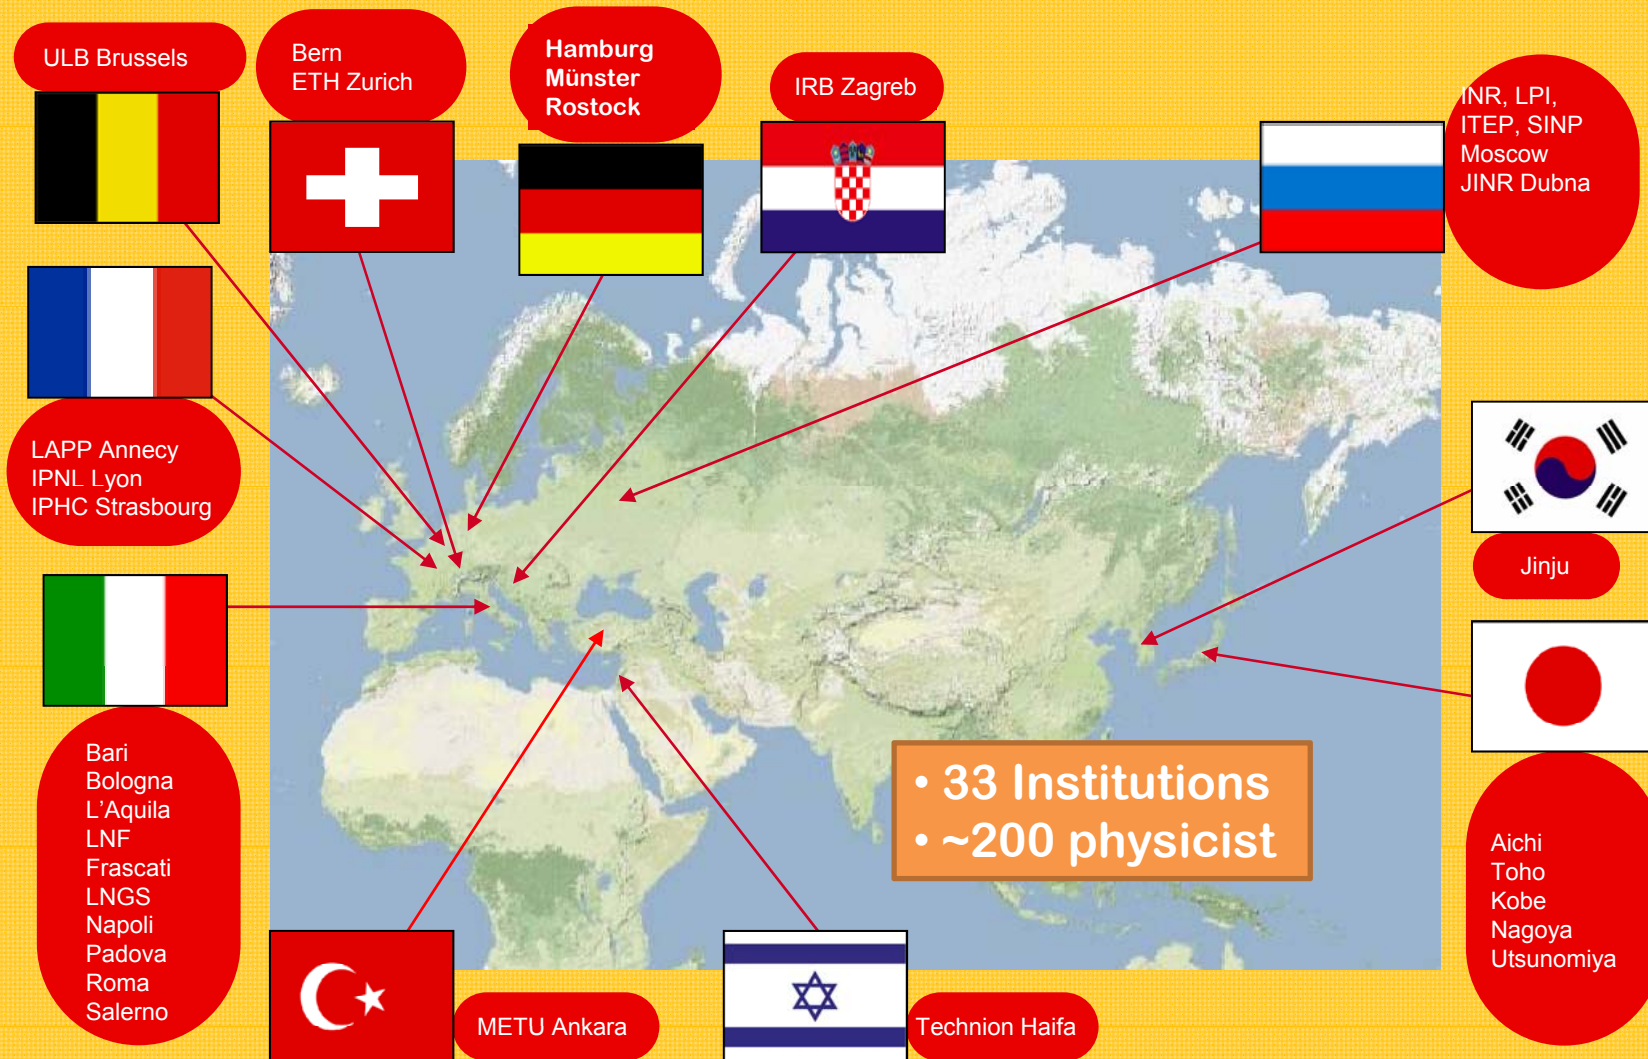 ULB Brussels
Bern
ETH Zurich
Hamburg
Münster
Rostock
IRB Zagreb
INR, LPI,
ITEP, SINP
Moscow
JINR Dubna
LAPP Annecy
IPNL Lyon
IPHC Strasbourg
Jinju
Bari
Bologna
L’Aquila
LNF
Frascati
LNGS
Napoli
Padova
Roma
Salerno
• 33 Institutions
• ~200 physicist
Aichi
Toho
Kobe
Nagoya
Utsunomiya
METU Ankara
Technion Haifa